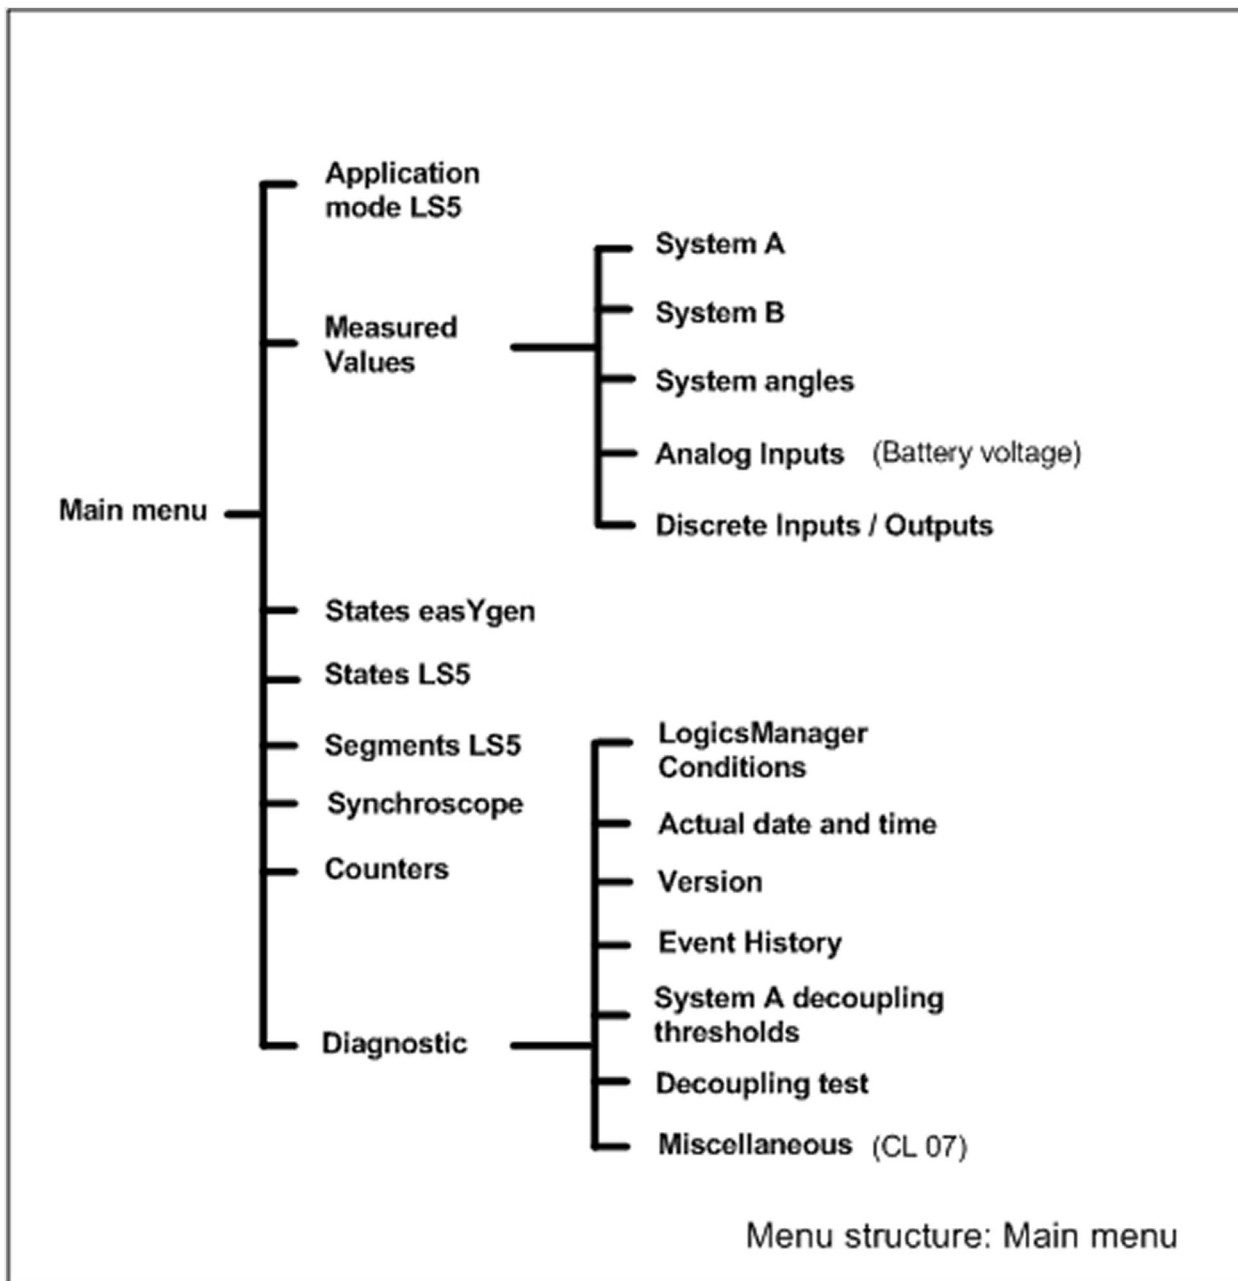 Application
mode LS5
Measured
Values
System A
System B
System angles
Analog Inputs (Battery voltage)
Discrete Inputs / Outputs
Main menu
States easYgen
States LS5
Segments LS5
Synchroscope
Counters
Diagnostic
LogicsManager
Conditions
Actual date and time
Version
Event History
System A decoupling
thresholds
Decoupling test
Miscellaneous (CL 07)
Menu structure: Main menu